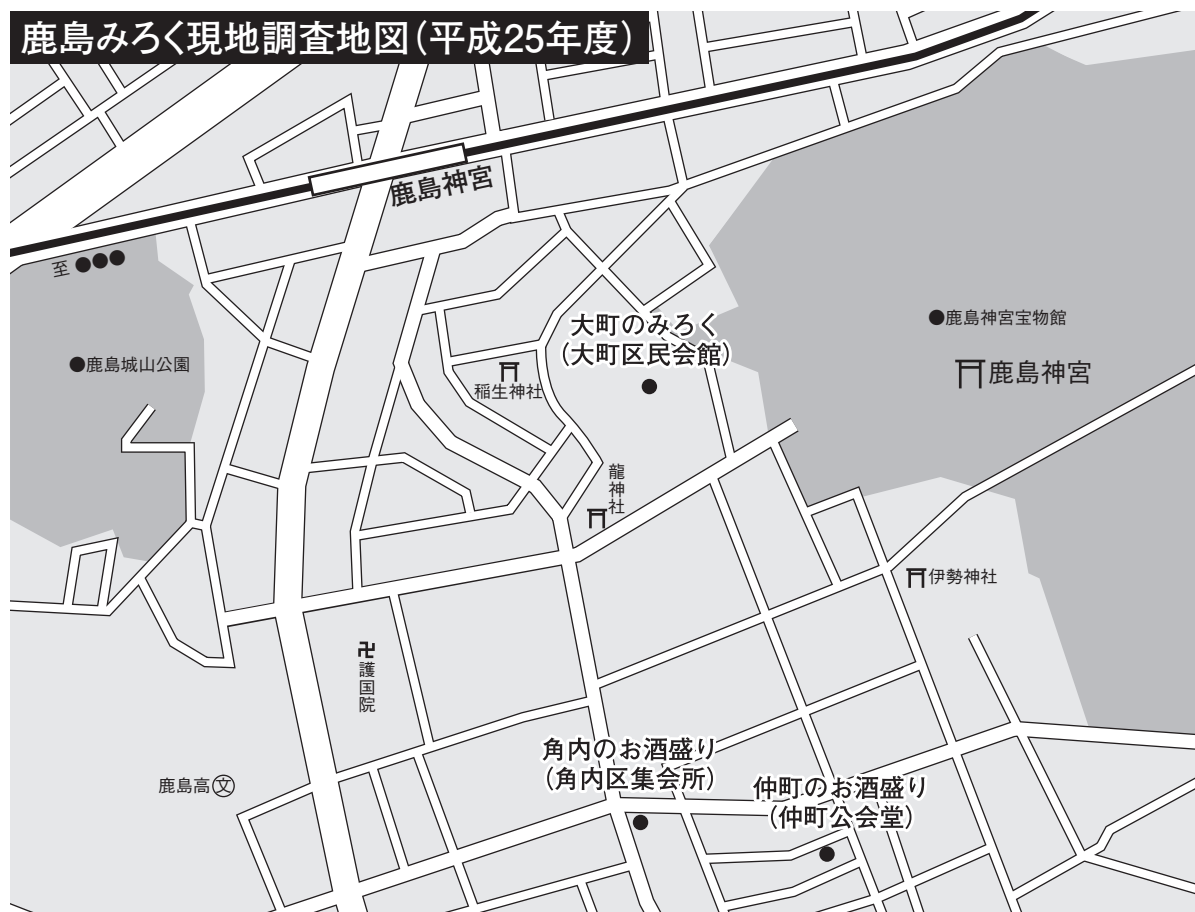 鹿島みろく現地調査地図(平成25年度)
鹿島神宮
至●●●
●鹿島城山公園
大町のみろく
(大町区民会館)
●鹿島神宮宝物館
鹿島神宮
稲生神社
龍神社
伊勢神社
卍護国院
角内のお酒盛り
(角内区集会所)
仲町のお酒盛り
(仲町公会堂)
鹿島高㊫